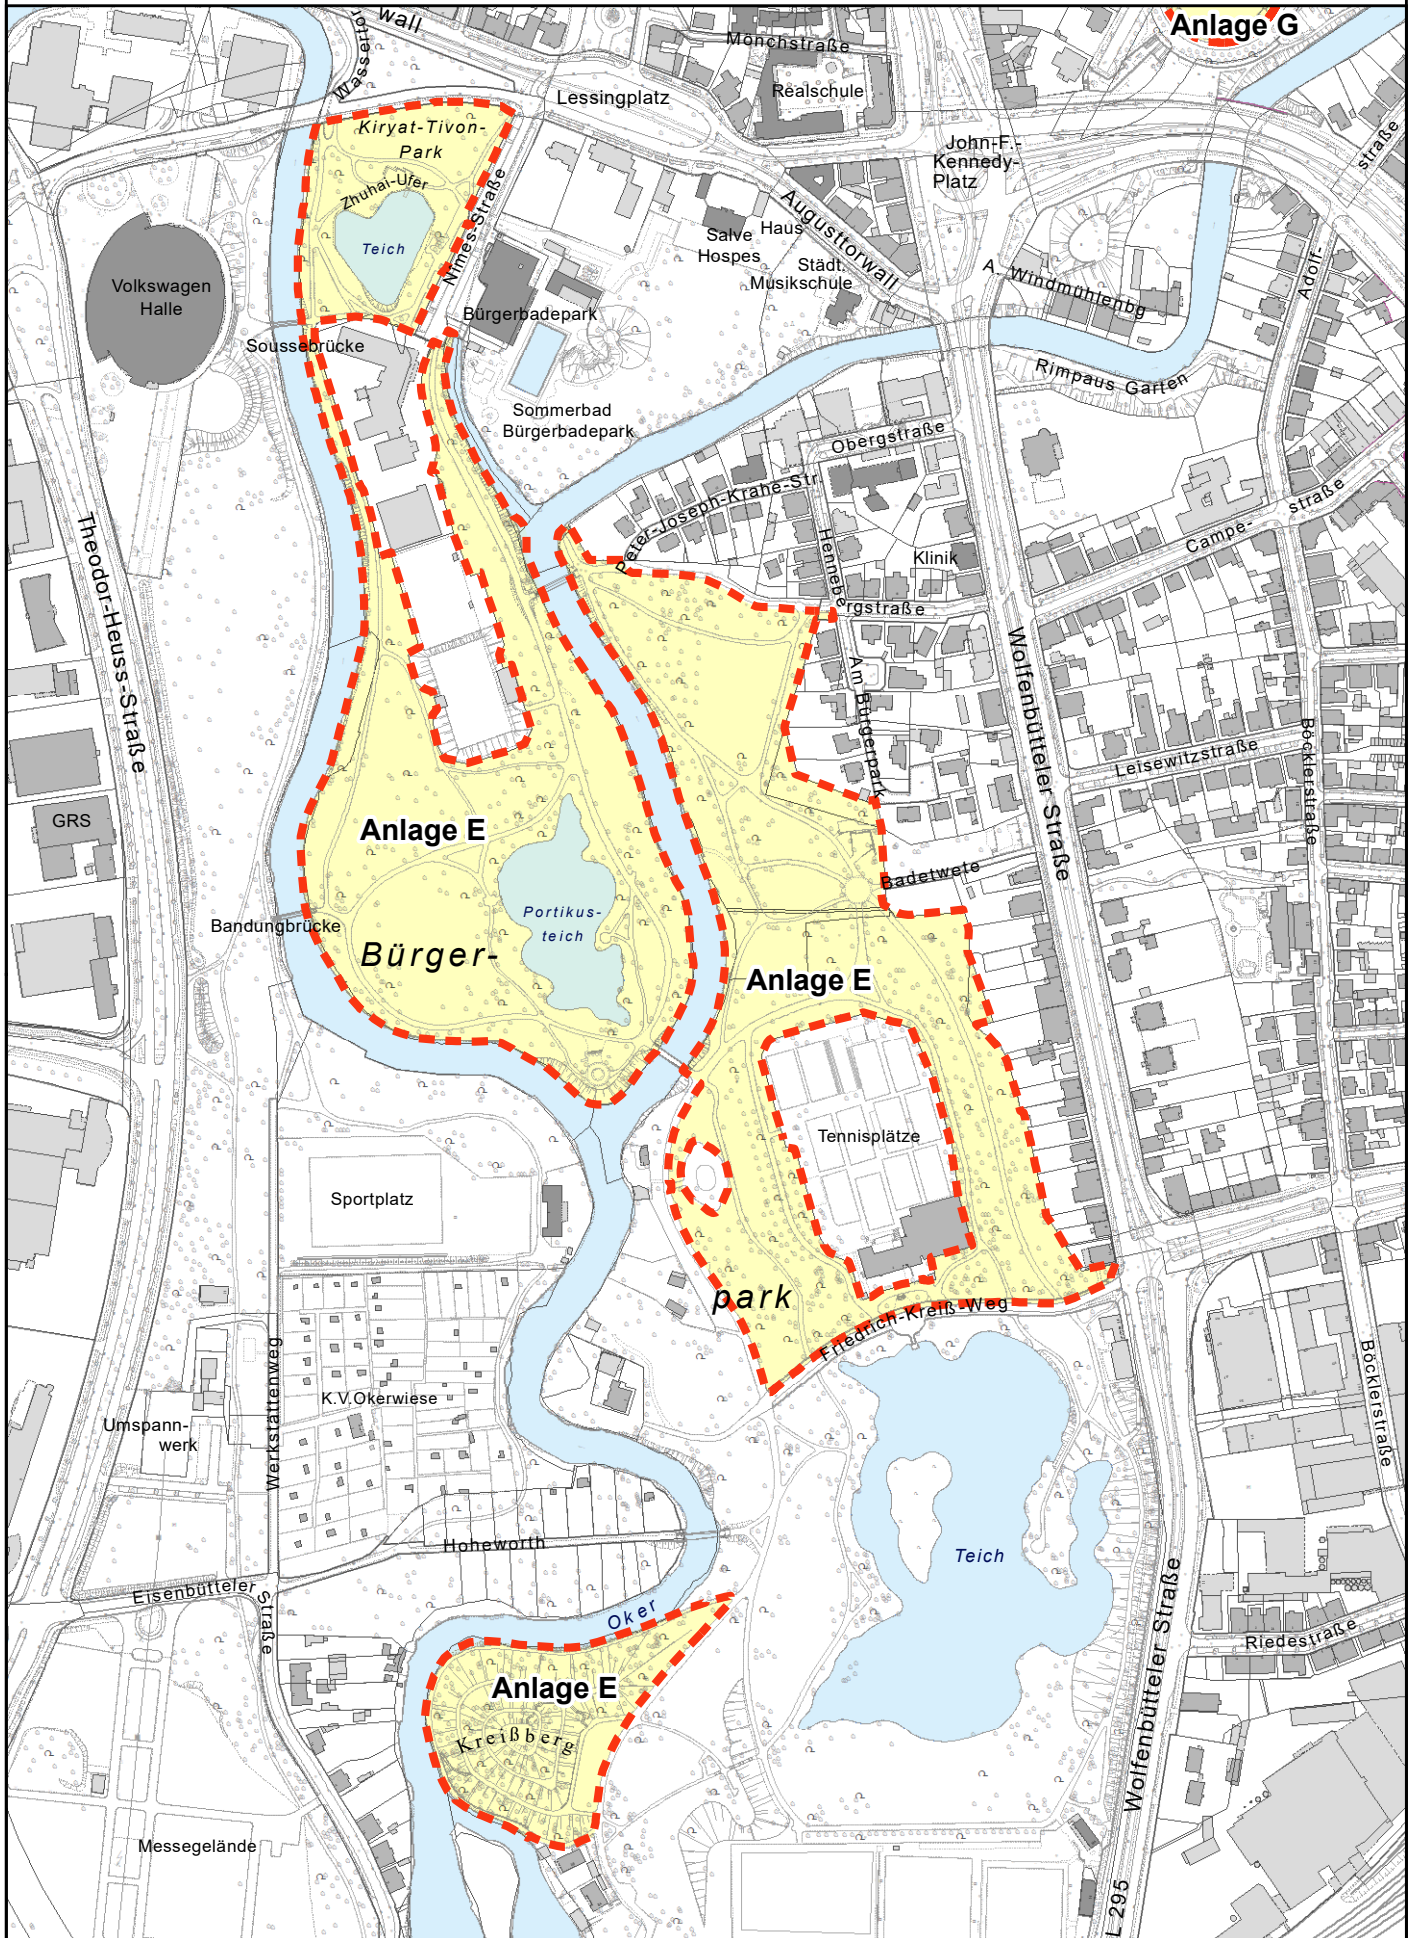 wall
Anlage G
Mönchstraße
Wassertor
Realschule
Lessingplatz
Kiryat-Tivon-
Park
John-F.-
Kennedy-
Platz
straße
Zhuhai-Ufer
Nimes-Straße
Teich
Augusttorwall
Haus
Salve
Hospes
Städt.
Musikschule
A. Windmühlenbg
Adolf-
Volkswagen
Halle
Bürgerbadepark
Soussebrücke
Rimpaus Garten
Sommerbad
Bürgerbadepark
Obergstraße
Peter-Joseph-Krahe-Str.
Campe-
straße
Theodor-Heuss-Straße
Klinik
Hennebergstraße
Wolfenbütteler Straße
Am Bürgerpark
Leisewitzstraße
Böcklerstraße
GRS
Anlage E
Badetwete
Portikus-
teich
Bandungbrücke
Bürger-
Anlage E
Tennisplätze
Sportplatz
park
Friedrich-Kreiß-Weg
Werkstättenweg
K.V.Okerwiese
Böcklerstraße
Umspann-
werk
Hoheworth
Teich
Eisenbütteler
Straße
Oker
Wolfenbütteler Straße
Riedestraße
Anlage E
Kreißberg
Messegelände
L 295